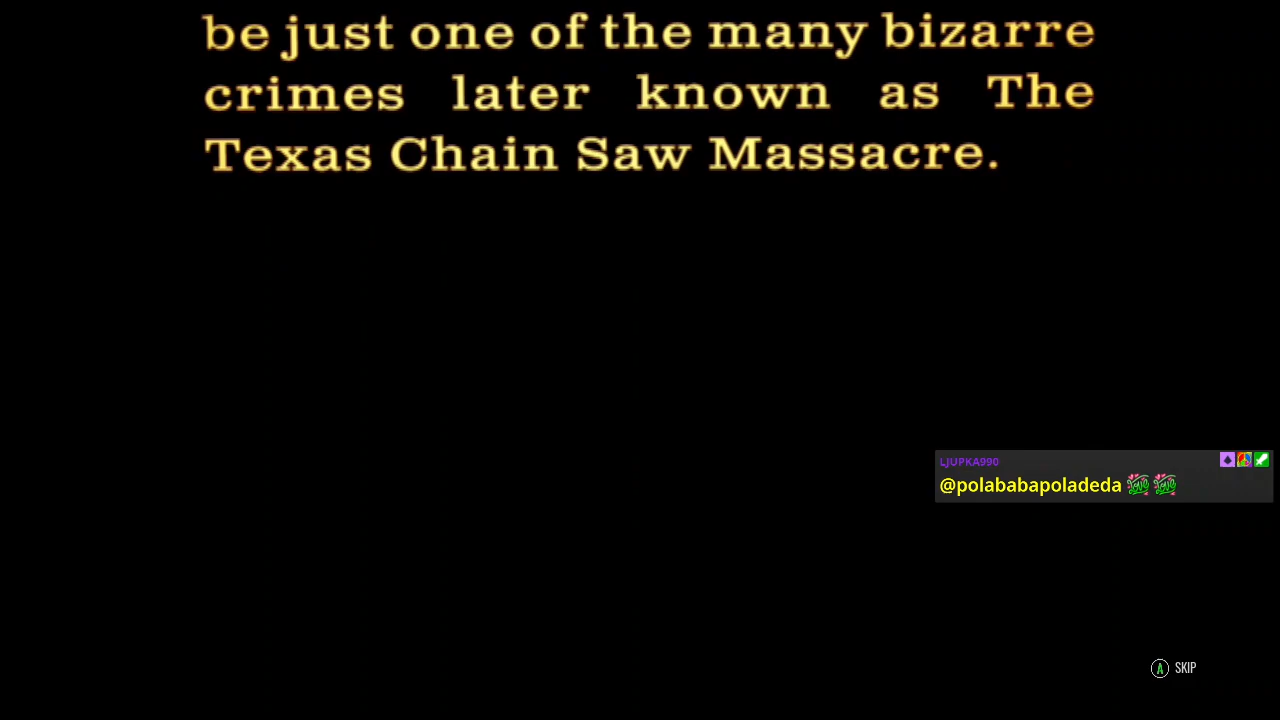 be just one of the many bizarre
crimes later known as The
Texas Chain Saw Massacre.
LJUPKA990
@polababapoladeda
A SKIP